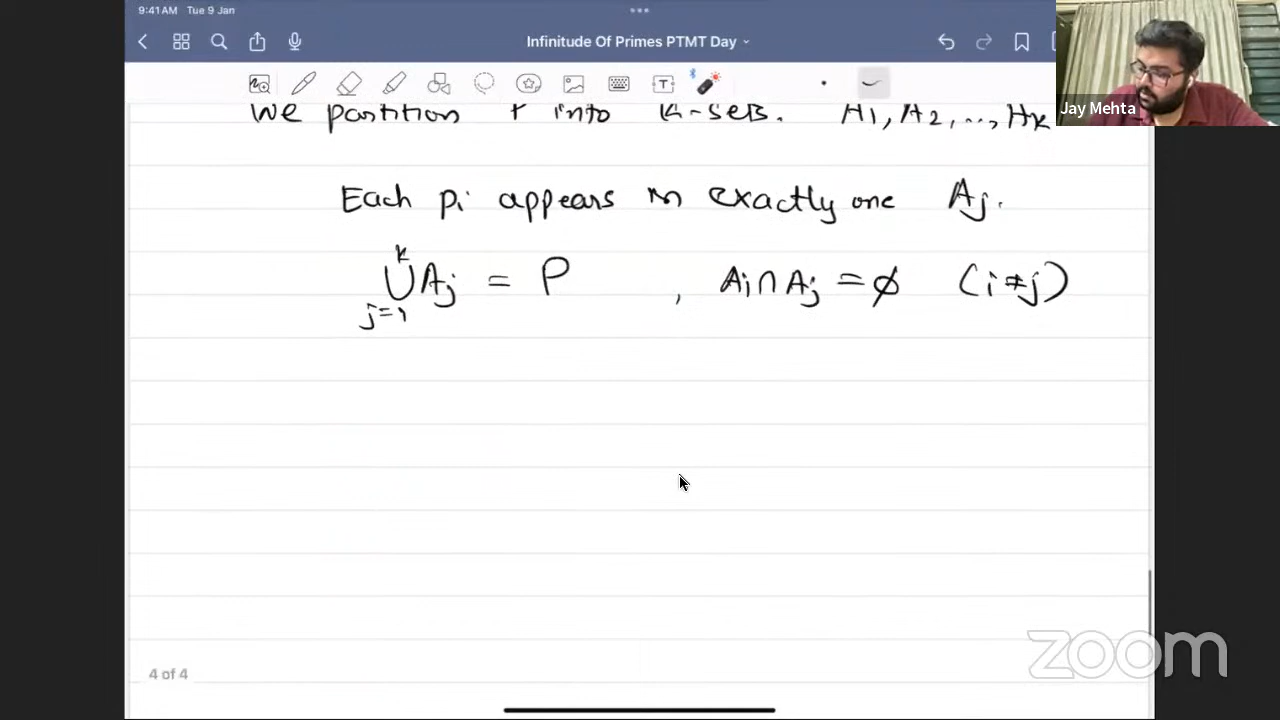 9:41 AM Tue 9 Jan
Infinitude Of Primes PTMT Day
Jay Mehta
We partition P into k-sets. A1, A2, ..., Ak
Each pi appears in exactly one Aj.
k
∪ Aj = P , Ai ∩ Aj = ϕ (i ≠ j)
j=1
4 of 4
zoom